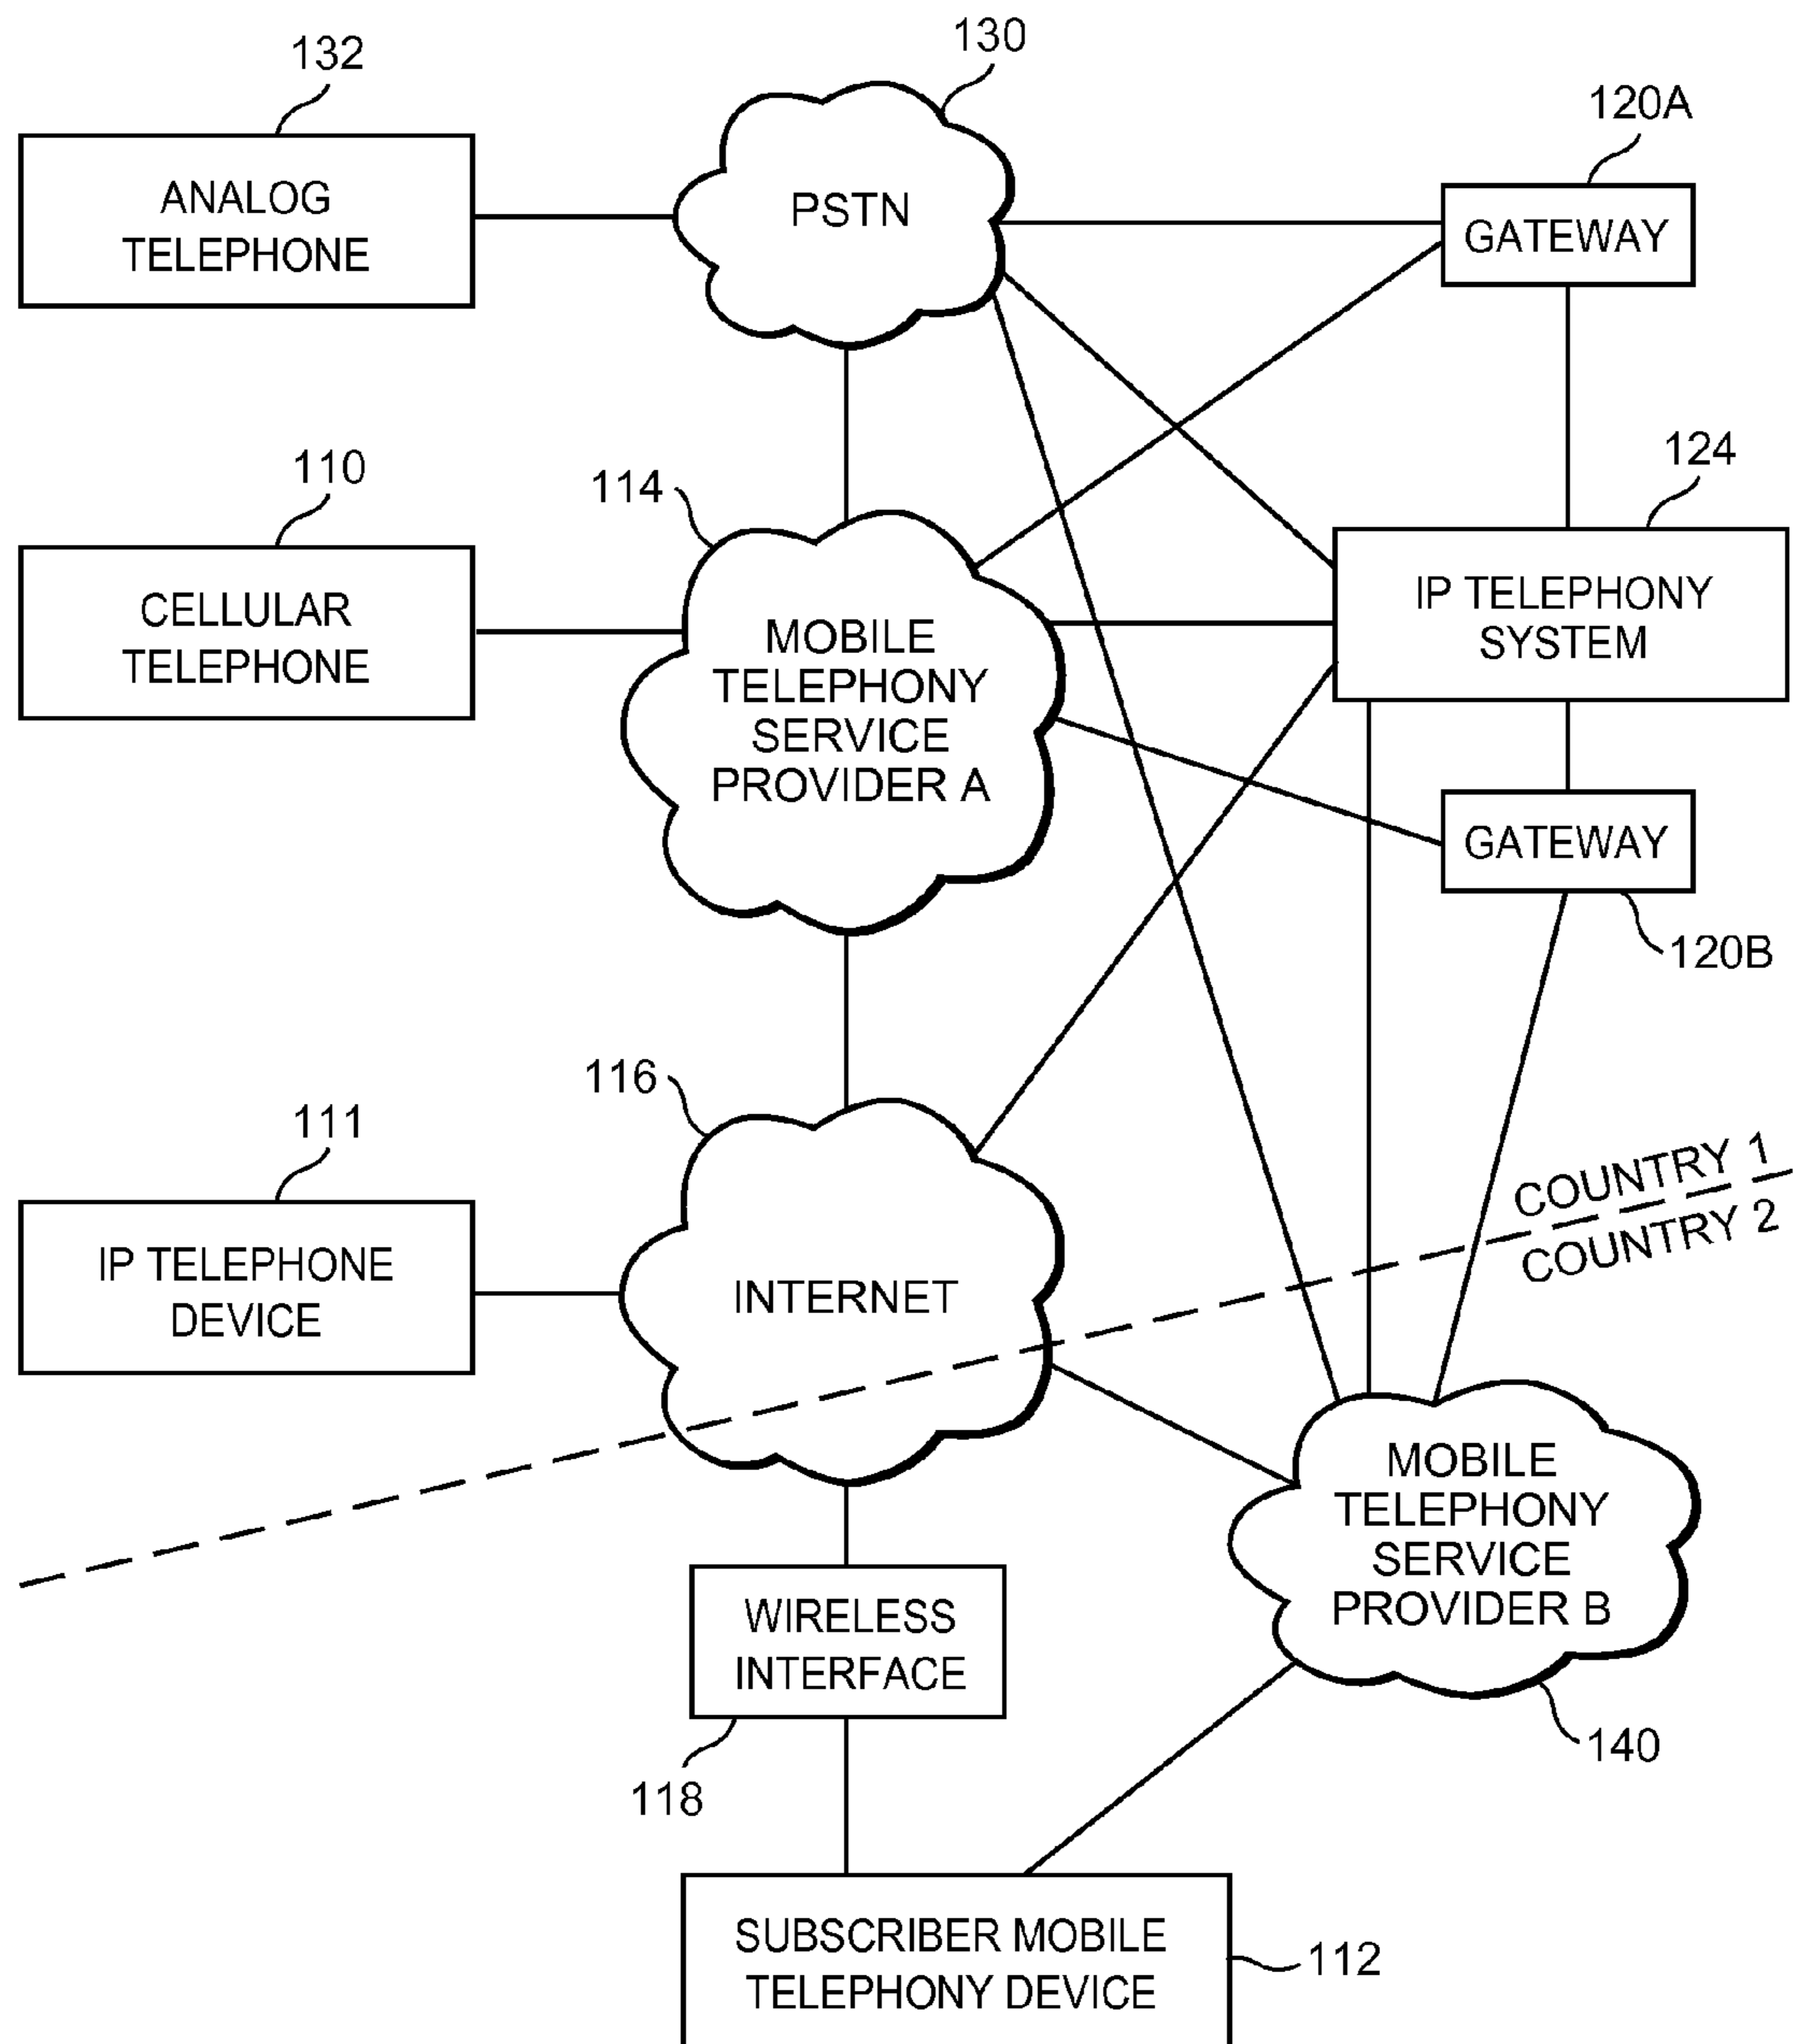 130
132
120A
ANALOG
TELEPHONE
PSTN
GATEWAY
110
114
124
CELLULAR
TELEPHONE
MOBILE
TELEPHONY
SERVICE
PROVIDER A
IP TELEPHONY
SYSTEM
GATEWAY
120B
116
111
COUNTRY 1
COUNTRY 2
IP TELEPHONE
DEVICE
INTERNET
MOBILE
TELEPHONY
SERVICE
PROVIDER B
WIRELESS
INTERFACE
140
118
SUBSCRIBER MOBILE
TELEPHONY DEVICE
112